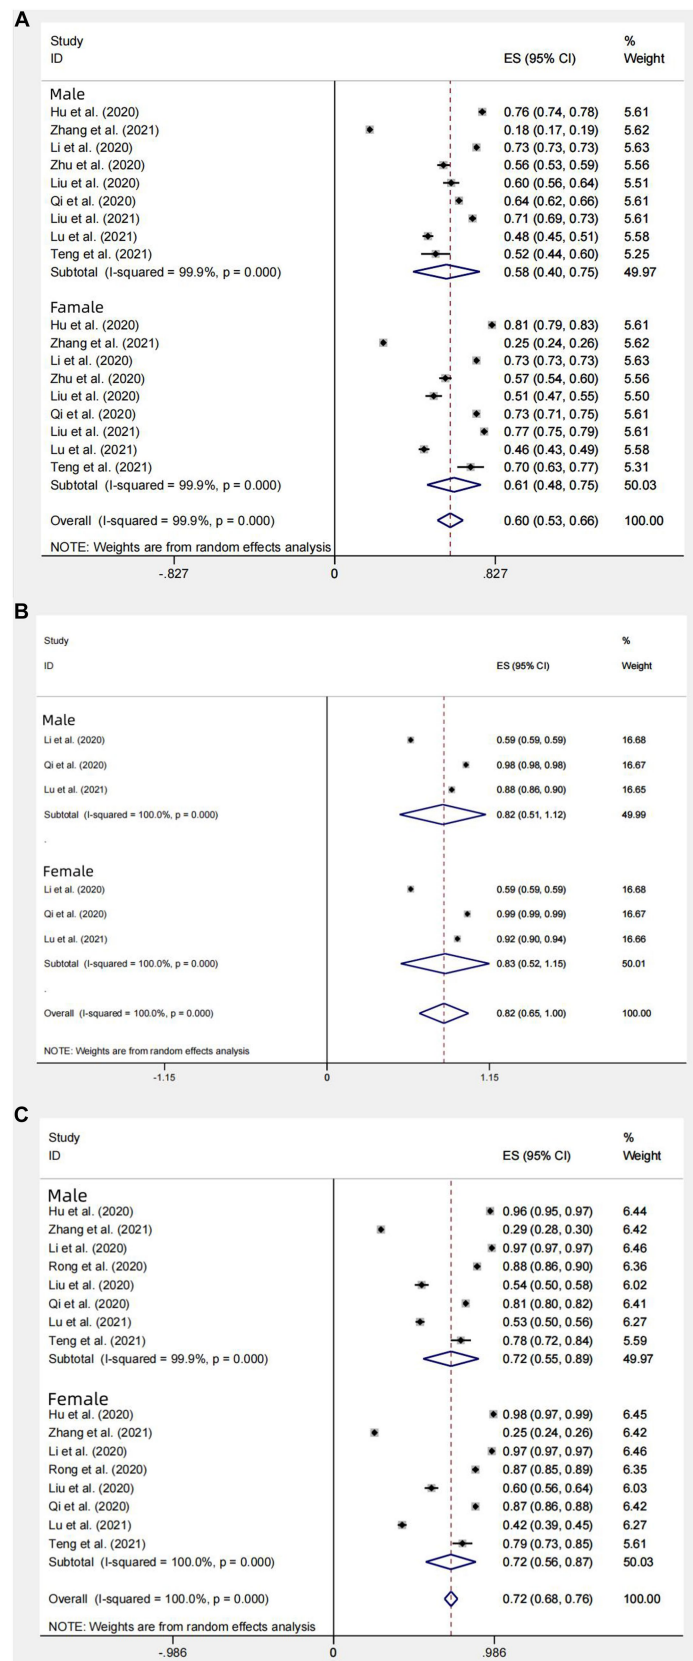 A
Study %
ID ES (95% CI) Weight
Male
Hu et al. (2020) 0.76 (0.74, 0.78) 5.61
Zhang et al. (2021) 0.18 (0.17, 0.19) 5.62
Li et al. (2020) 0.73 (0.73, 0.73) 5.63
Zhu et al. (2020) 0.56 (0.53, 0.59) 5.56
Liu et al. (2020) 0.60 (0.56, 0.64) 5.51
Qi et al. (2020) 0.64 (0.62, 0.66) 5.61
Liu et al. (2021) 0.71 (0.69, 0.73) 5.61
Lu et al. (2021) 0.48 (0.45, 0.51) 5.58
Teng et al. (2021) 0.52 (0.44, 0.60) 5.25
Subtotal (I-squared = 99.9%, p = 0.000) 0.58 (0.40, 0.75) 49.97
Famale
Hu et al. (2020) 0.81 (0.79, 0.83) 5.61
Zhang et al. (2021) 0.25 (0.24, 0.26) 5.62
Li et al. (2020) 0.73 (0.73, 0.73) 5.63
Zhu et al. (2020) 0.57 (0.54, 0.60) 5.56
Liu et al. (2020) 0.51 (0.47, 0.55) 5.50
Qi et al. (2020) 0.73 (0.71, 0.75) 5.61
Liu et al. (2021) 0.77 (0.75, 0.79) 5.61
Lu et al. (2021) 0.46 (0.43, 0.49) 5.58
Teng et al. (2021) 0.70 (0.63, 0.77) 5.31
Subtotal (I-squared = 99.9%, p = 0.000) 0.61 (0.48, 0.75) 50.03
Overall (I-squared = 99.9%, p = 0.000) 0.60 (0.53, 0.66) 100.00
NOTE: Weights are from random effects analysis
-.827 0 .827
B
Study %
ID ES (95% CI) Weight
Male
Li et al. (2020) 0.59 (0.59, 0.59) 16.68
Qi et al. (2020) 0.98 (0.98, 0.98) 16.67
Lu et al. (2021) 0.88 (0.86, 0.90) 16.65
Subtotal (I-squared = 100.0%, p = 0.000) 0.82 (0.51, 1.12) 49.99
.
Female
Li et al. (2020) 0.59 (0.59, 0.59) 16.68
Qi et al. (2020) 0.99 (0.99, 0.99) 16.67
Lu et al. (2021) 0.92 (0.90, 0.94) 16.66
Subtotal (I-squared = 100.0%, p = 0.000) 0.83 (0.52, 1.15) 50.01
.
Overall (I-squared = 100.0%, p = 0.000) 0.82 (0.65, 1.00) 100.00
NOTE: Weights are from random effects analysis
-1.15 0 1.15
C
Study %
ID ES (95% CI) Weight
Male
Hu et al. (2020) 0.96 (0.95, 0.97) 6.44
Zhang et al. (2021) 0.29 (0.28, 0.30) 6.42
Li et al. (2020) 0.97 (0.97, 0.97) 6.46
Rong et al. (2020) 0.88 (0.86, 0.90) 6.36
Liu et al. (2020) 0.54 (0.50, 0.58) 6.02
Qi et al. (2020) 0.81 (0.80, 0.82) 6.41
Lu et al. (2021) 0.53 (0.50, 0.56) 6.27
Teng et al. (2021) 0.78 (0.72, 0.84) 5.59
Subtotal (I-squared = 99.9%, p = 0.000) 0.72 (0.55, 0.89) 49.97
Female
Hu et al. (2020) 0.98 (0.97, 0.99) 6.45
Zhang et al. (2021) 0.25 (0.24, 0.26) 6.42
Li et al. (2020) 0.97 (0.97, 0.97) 6.46
Rong et al. (2020) 0.87 (0.85, 0.89) 6.35
Liu et al. (2020) 0.60 (0.56, 0.64) 6.03
Qi et al. (2020) 0.87 (0.86, 0.88) 6.42
Lu et al. (2021) 0.42 (0.39, 0.45) 6.27
Teng et al. (2021) 0.79 (0.73, 0.85) 5.61
Subtotal (I-squared = 100.0%, p = 0.000) 0.72 (0.56, 0.87) 50.03
Overall (I-squared = 100.0%, p = 0.000) 0.72 (0.68, 0.76) 100.00
NOTE: Weights are from random effects analysis
-.986 0 .986